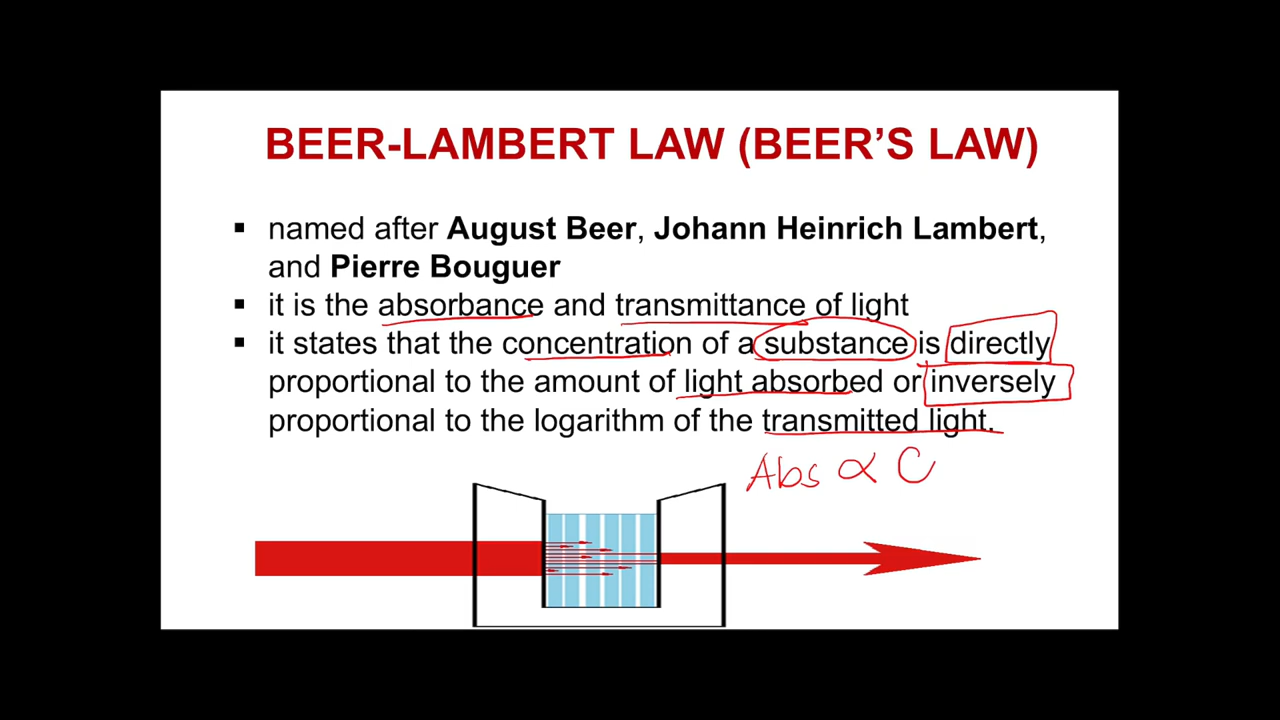 BEER-LAMBERT LAW (BEER’S LAW)
▪ named after August Beer, Johann Heinrich Lambert,
and Pierre Bouguer
▪ it is the absorbance and transmittance of light
▪ it states that the concentration of a substance is directly
proportional to the amount of light absorbed or inversely
proportional to the logarithm of the transmitted light.
Abs ∝ C